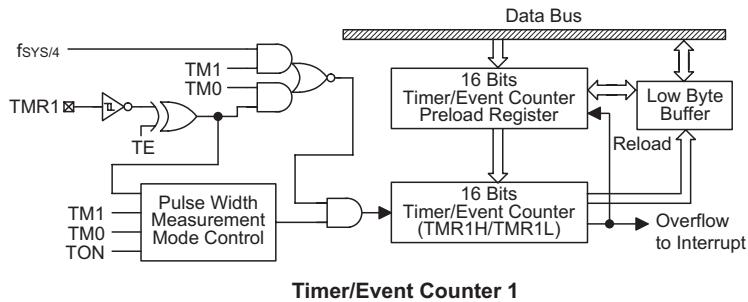 Data Bus
fSYS/4
TM1
TM0
TMR1
TE
16 Bits
Timer/Event Counter
Preload Register
Low Byte
Buffer
Reload
TM1
TM0
TON
Pulse Width
Measurement
Mode Control
16 Bits
Timer/Event Counter
(TMR1H/TMR1L)
Overflow
to Interrupt
Timer/Event Counter 1